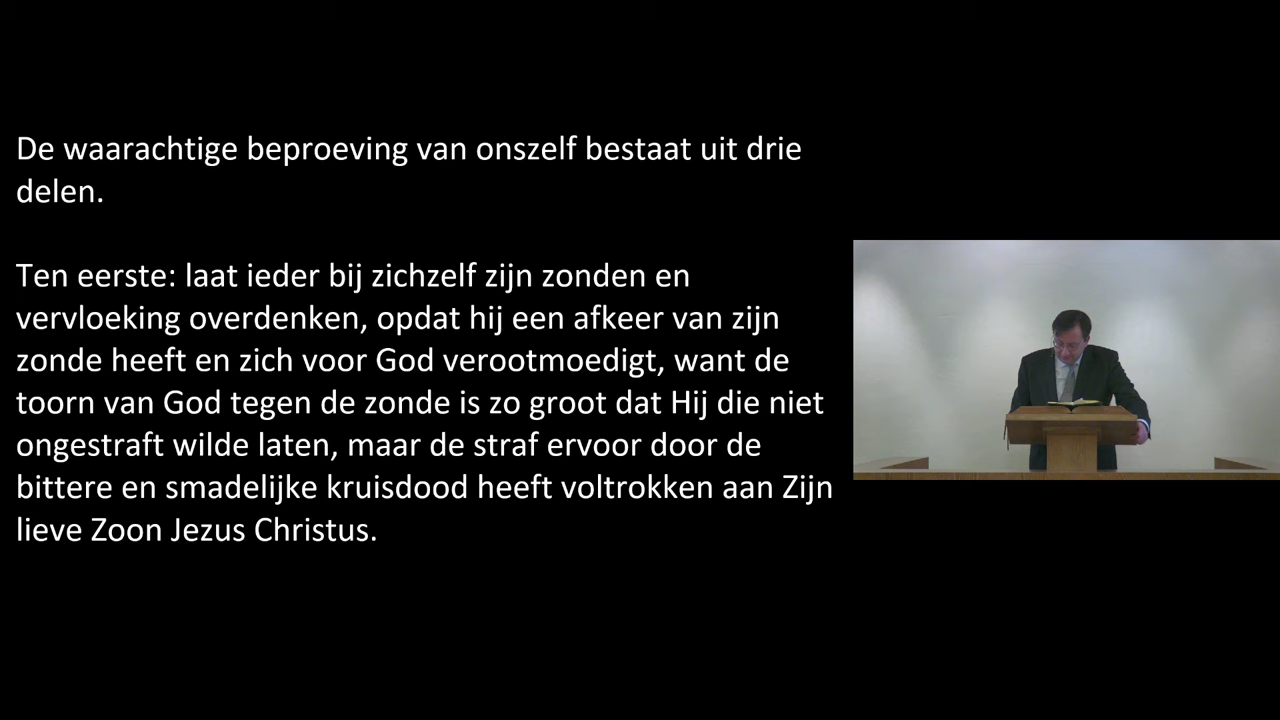 De waarachtige beproeving van onszelf bestaat uit drie
delen.
Ten eerste: laat ieder bij zichzelf zijn zonden en
vervloeking overdenken, opdat hij een afkeer van zijn
zonde heeft en zich voor God verootmoedigt, want de
toorn van God tegen de zonde is zo groot dat Hij die niet
ongestraft wilde laten, maar de straf ervoor door de
bittere en smadelijke kruisdood heeft voltrokken aan Zijn
lieve Zoon Jezus Christus.